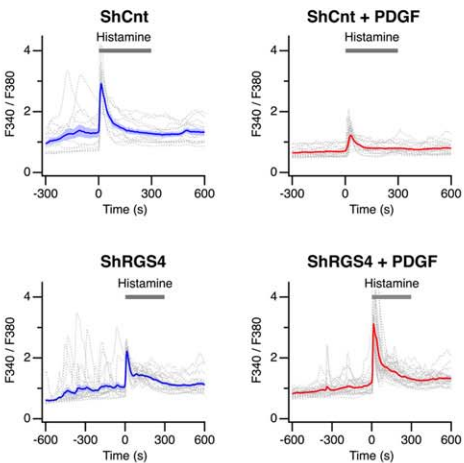 ShCnt
Histamine
F340 / F380
4
2
0
-300
0
300
600
Time (s)
ShCnt + PDGF
Histamine
F340 / F380
4
2
0
-300
0
300
600
Time (s)
ShRGS4
Histamine
F340 / F380
4
2
0
-600
-300
0
300
600
Time (s)
ShRGS4 + PDGF
Histamine
F340 / F380
4
2
0
-600
-300
0
300
600
Time (s)